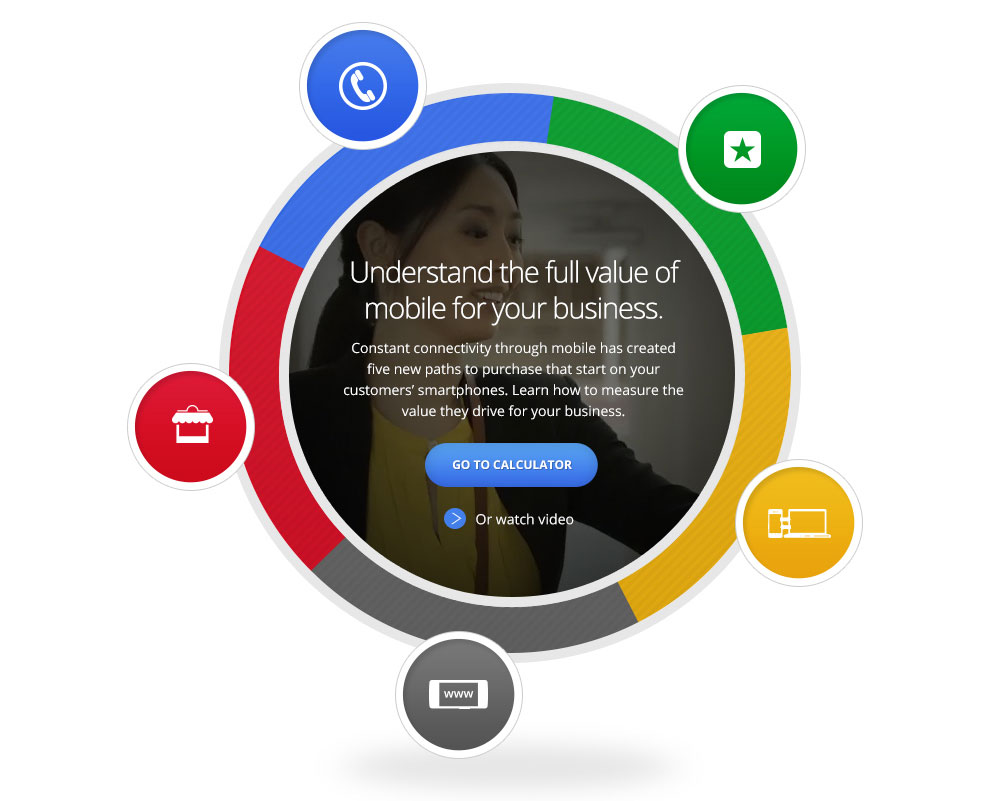 Understand the full value of
mobile for your business.
Constant connectivity through mobile has created
five new paths to purchase that start on your
customers’ smartphones. Learn how to measure the
value they drive for your business.
GO TO CALCULATOR
Or watch video
www